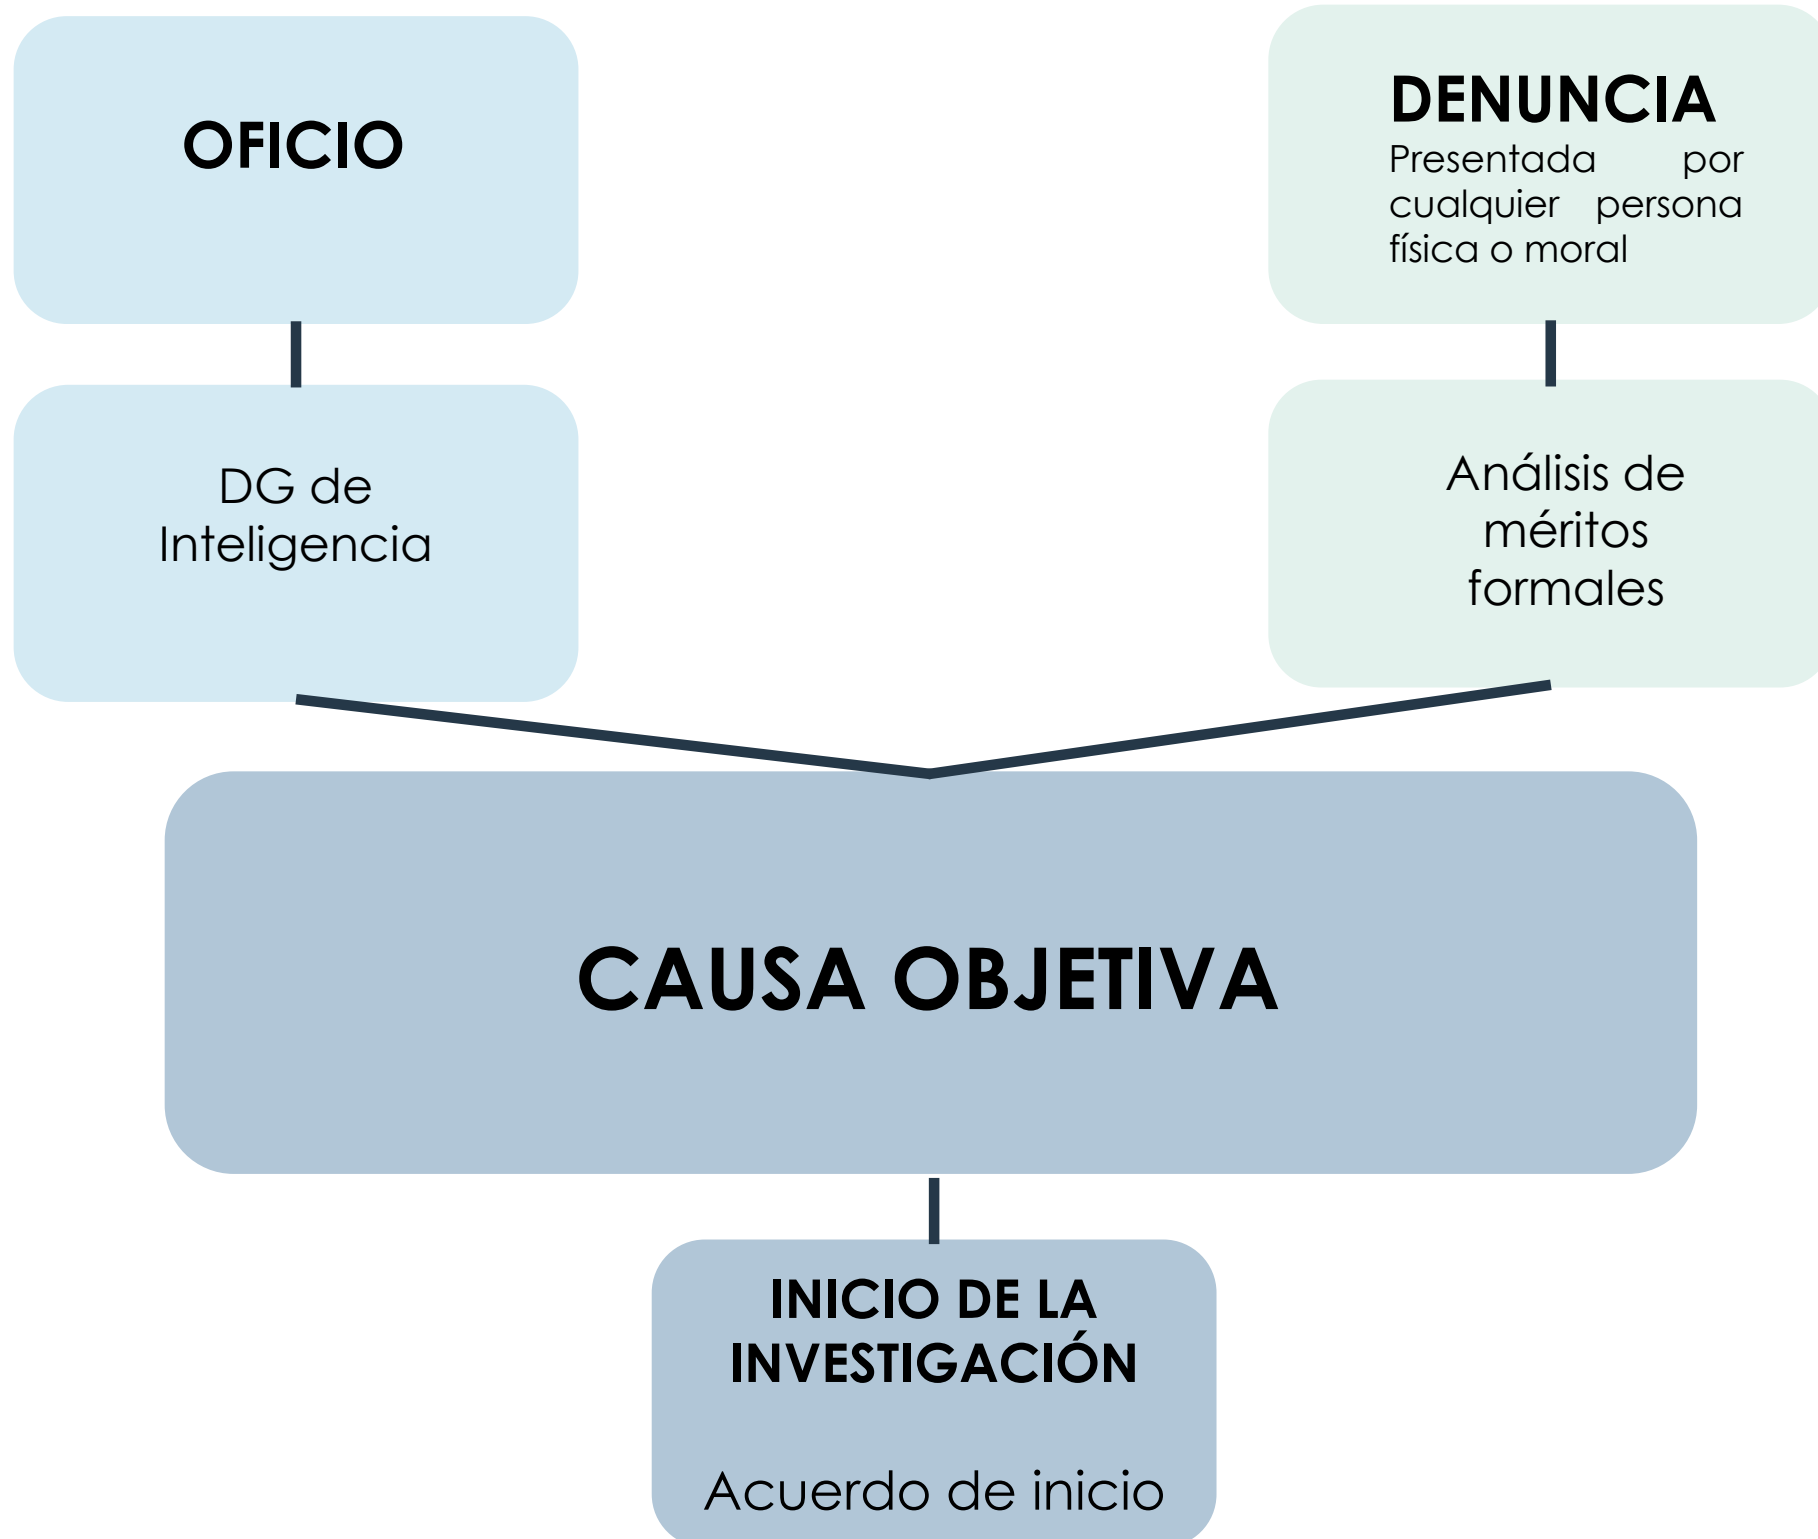 OFICIO
DENUNCIA
Presentada por
cualquier persona
física o moral
DG de
Inteligencia
Análisis de
méritos
formales
CAUSA OBJETIVA
INICIO DE LA
INVESTIGACIÓN
Acuerdo de inicio